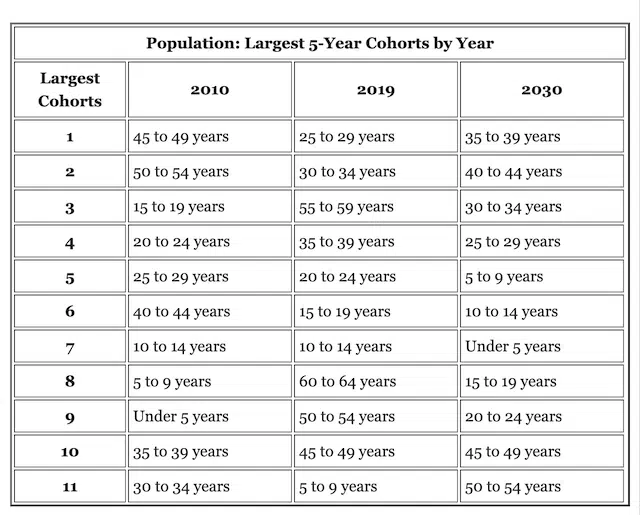 Population: Largest 5-Year Cohorts by Year
Largest Cohorts 2010 2019 2030
1 45 to 49 years 25 to 29 years 35 to 39 years
2 50 to 54 years 30 to 34 years 40 to 44 years
3 15 to 19 years 55 to 59 years 30 to 34 years
4 20 to 24 years 35 to 39 years 25 to 29 years
5 25 to 29 years 20 to 24 years 5 to 9 years
6 40 to 44 years 15 to 19 years 10 to 14 years
7 10 to 14 years 10 to 14 years Under 5 years
8 5 to 9 years 60 to 64 years 15 to 19 years
9 Under 5 years 50 to 54 years 20 to 24 years
10 35 to 39 years 45 to 49 years 45 to 49 years
11 30 to 34 years 5 to 9 years 50 to 54 years